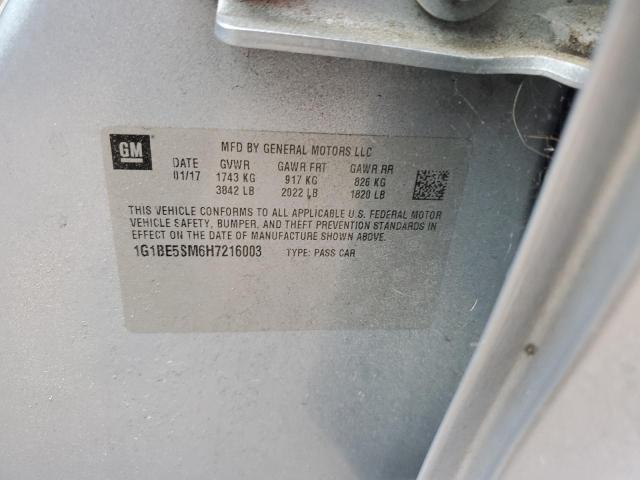 GM
MFD BY GENERAL MOTORS LLC
DATE GVWR GAWR FRT GAWR RR
01/17 1743 KG 917 KG 826 KG
3842 LB 2022 LB 1820 LB
THIS VEHICLE CONFORMS TO ALL APPLICABLE U.S. FEDERAL MOTOR
VEHICLE SAFETY, BUMPER, AND THEFT PREVENTION STANDARDS IN
EFFECT ON THE DATE OF MANUFACTURE SHOWN ABOVE.
1G1BE5SM6H7216003 TYPE: PASS CAR